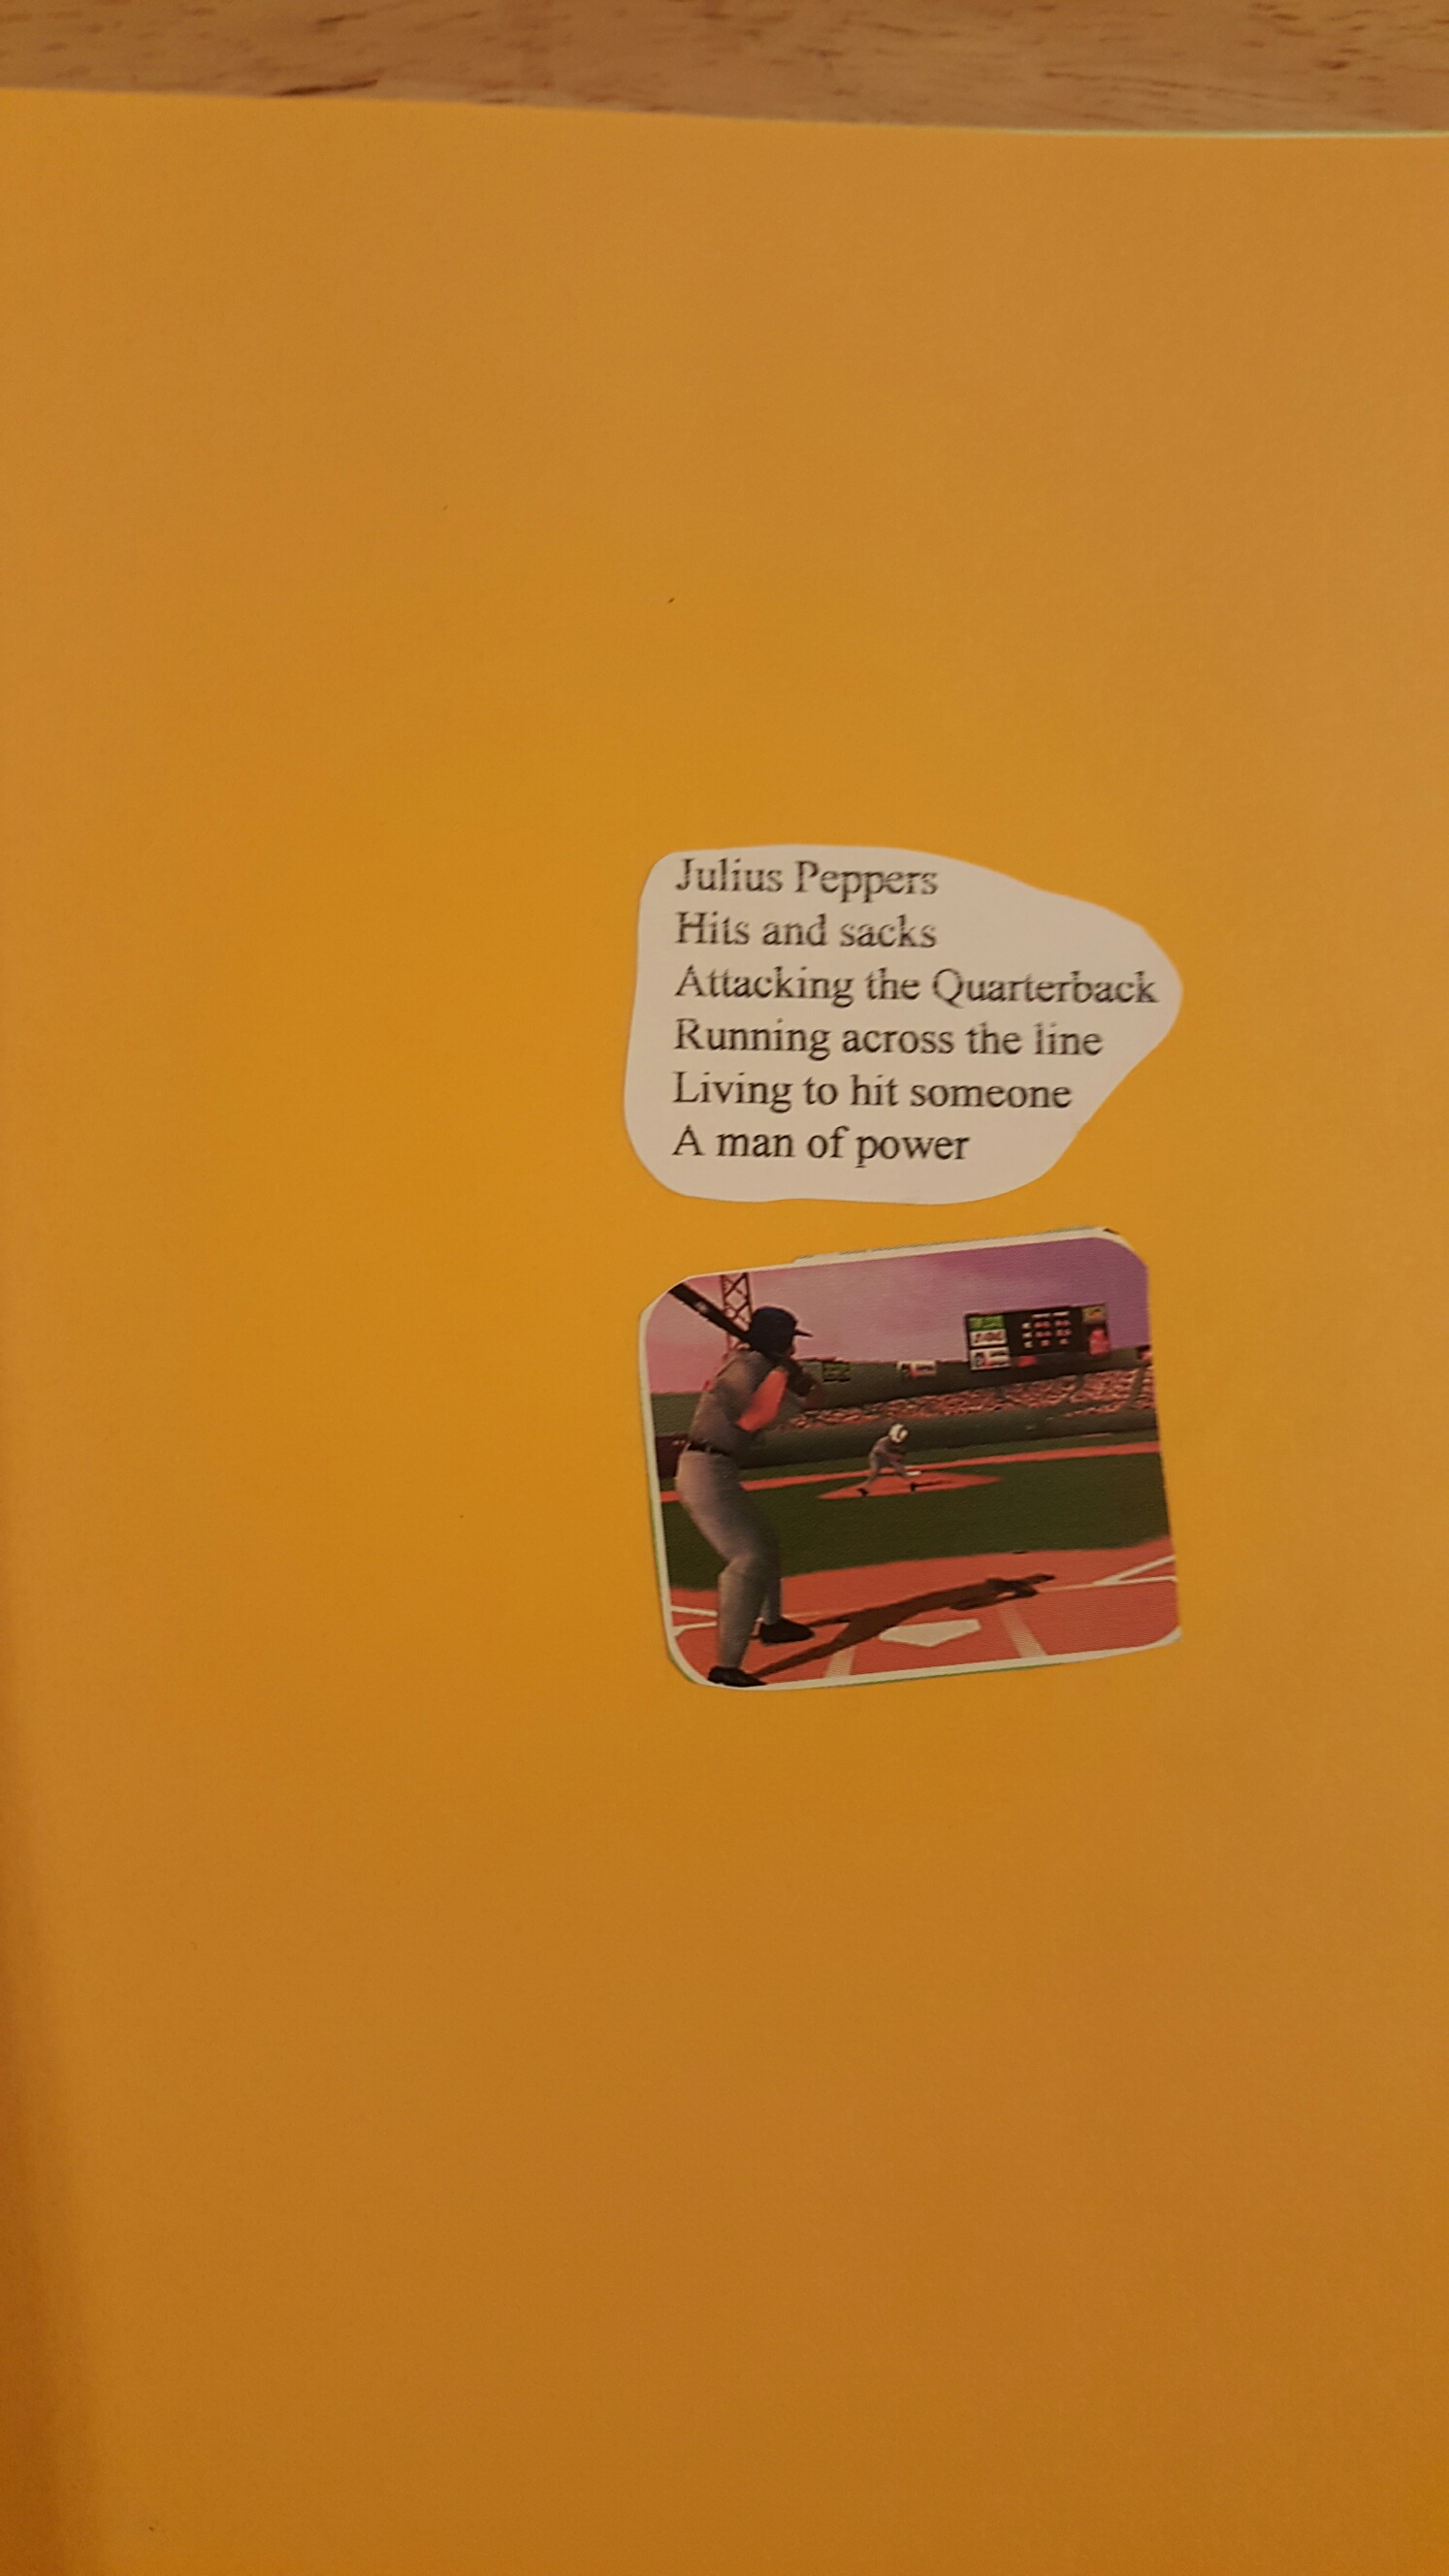 Julius Peppers
Hits and sacks
Attacking the Quarterback
Running across the line
Living to hit someone
A man of power